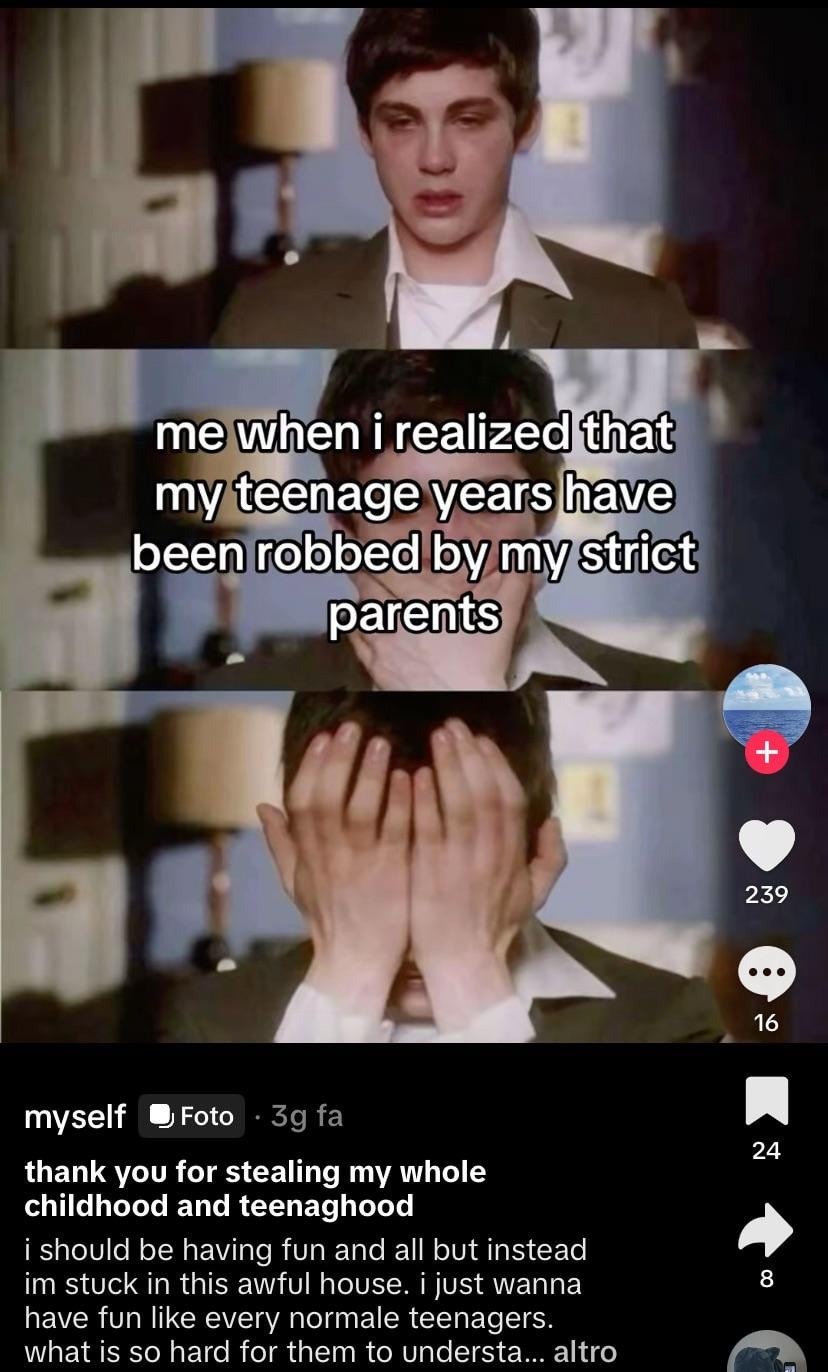 me when i realized that
my teenage years have
been robbed by my strict
parents
239
16
24
8
myself Foto · 3g fa
thank you for stealing my whole
childhood and teenaghood
i should be having fun and all but instead
im stuck in this awful house. i just wanna
have fun like every normale teenagers.
what is so hard for them to understa... altro